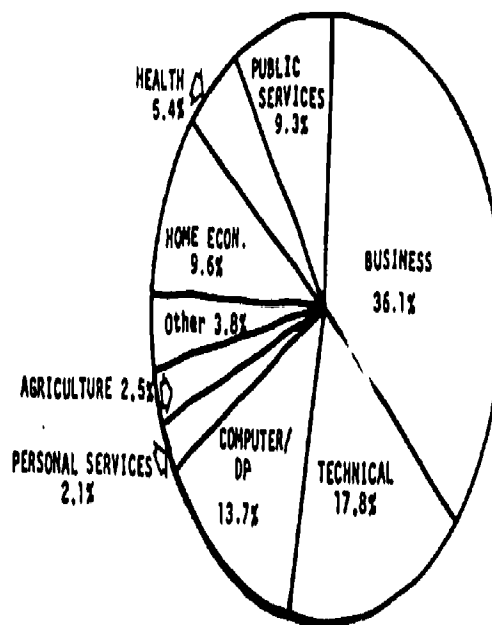 HEALTH
5.4%
PUBLIC
SERVICES
9.3%
HOME ECON.
9.6%
BUSINESS
36.1%
Other 3.8%
AGRICULTURE 2.5%
PERSONAL SERVICES
2.1%
COMPUTER/
DP
13.7%
TECHNICAL
17.8%